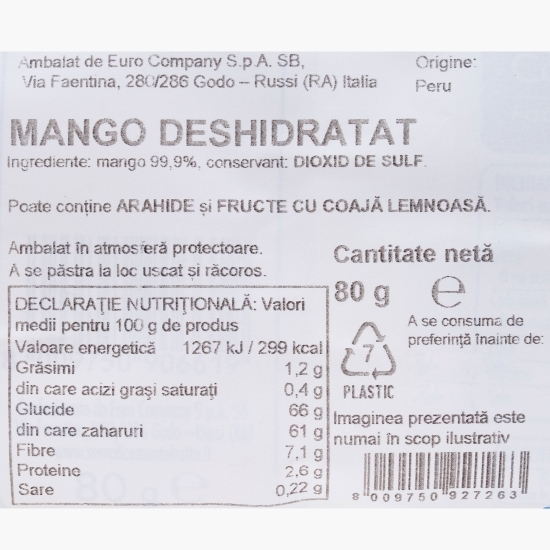 Ambalat de Euro Company S.p.A. SB,
Via Faentina, 280/286 Godo – Russi (RA) Italia
Origine:
Peru
MANGO DESHIDRATAT
Ingrediente: mango 99,9%, conservant: DIOXID DE SULF.
Poate conține ARAHIDE și FRUCTE CU COAJĂ LEMNOASĂ.
Ambalat în atmosferă protectoare.
A se păstra la loc uscat și răcoros.
DECLARAŢIE NUTRIŢIONALĂ: Valori
medii pentru 100 g de produs
Valoare energetică 1267 kJ / 299 kcal
Grăsimi 1,2 g
din care acizi grași saturați 0,4 g
Glucide 66 g
din care zaharuri 61 g
Fibre 7,1 g
Proteine 2,6 g
Sare 0,22 g
Cantitate netă
80 g ℮
A se consuma de
preferință înainte de:
7
PLASTIC
Imaginea prezentată este
numai în scop ilustrativ
8 009750 927263